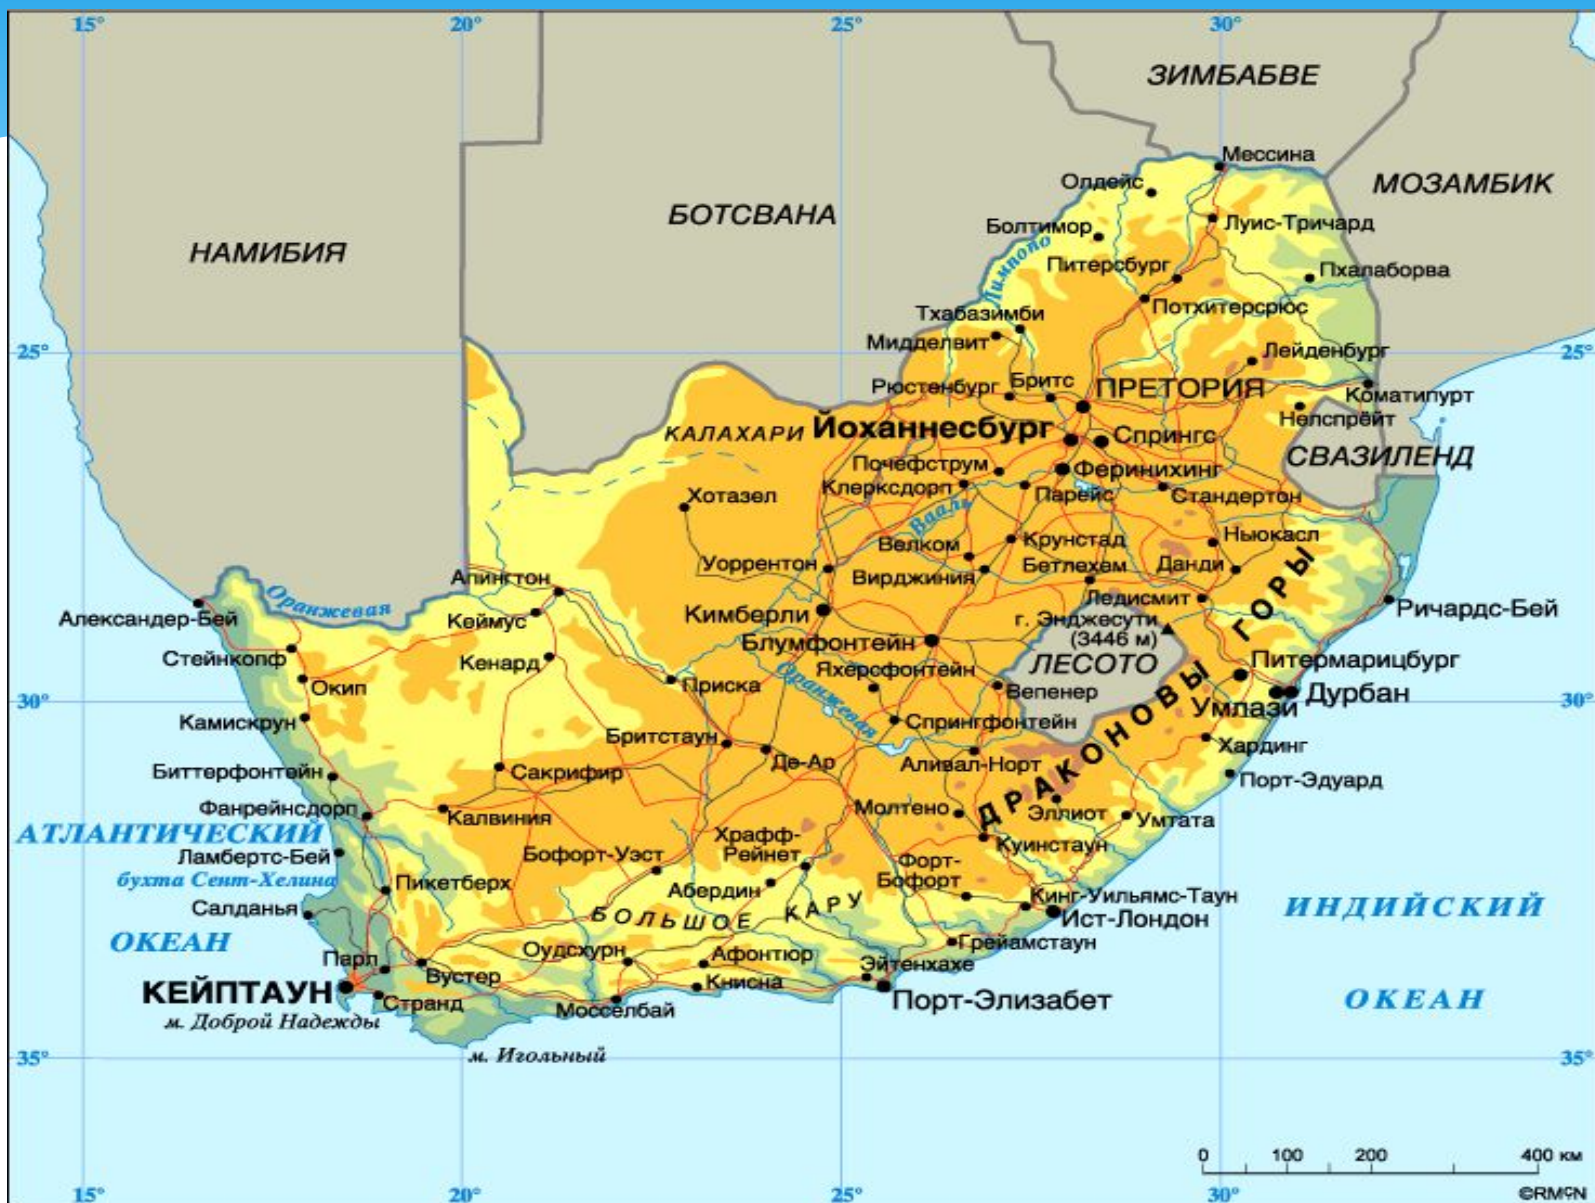 15°
20°
25°
30°
ЗИМБАБВЕ
Мессина
МОЗАМБИК
Олдейс
БОТСВАНА
Болтимор
Луис-Тричард
НАМИБИЯ
Лимпопо
Питерсбург
Пхалаборва
Потхитерсрюс
Тхабазимби
Мидделвит
Лейденбург
25°
25°
Рюстенбург
Бритс
ПРЕТОРИЯ
Коматипурт
Нелспрёйт
КАЛАХАРИ
Йоханнесбург
Спрингс
СВАЗИЛЕНД
Почефструм
Феринихинг
Клерксдорп
Парейс
Стандертон
Хотазел
Вааль
Велком
Крунстад
Ньюкасл
Уоррентон
Вирджиния
Бетлехем
Данди
Апингтон
Оранжевая
Александер-Бей
Кеймус
Кимберли
Ледисмит
Ричардс-Бей
г. Энджесути
(3446 м)
Блумфонтейн
Стейнкопф
Кенард
ЛЕСОТО
Питермарицбург
Яхерсфонтейн
Окип
Приска
Оранжевая
Вепенер
Дурбан
30°
30°
Умлази
Камискрун
Спрингфонтейн
Бритстаун
Хардинг
ДРАКОНОВЫ ГОРЫ
Биттерфонтейн
Сакрифир
Де-Ар
Аливал-Норт
Порт-Эдуард
Фанрейнсдорп
Калвиния
Молтено
Эллиот
Умтата
АТЛАНТИЧЕСКИЙ
Храфф-
Рейнет
Куинстаун
Ламбертс-Бей
Бофорт-Уэст
Форт-
Бофорт
бухта Сент-Хелина
Пикетберх
Абердин
Кинг-Уильямс-Таун
Салданья
БОЛЬШОЕ КАРУ
Ист-Лондон
ИНДИЙСКИЙ
ОКЕАН
Оудсхурн
Афонтюр
Грейамстаун
Парл
Вустер
Эйтенхахе
КЕЙПТАУН
Странд
Книсна
Порт-Элизабет
ОКЕАН
м. Доброй Надежды
Мосселбай
м. Игольный
35°
35°
0 100 200 400 км
15°
20°
25°
30°
©RMCN